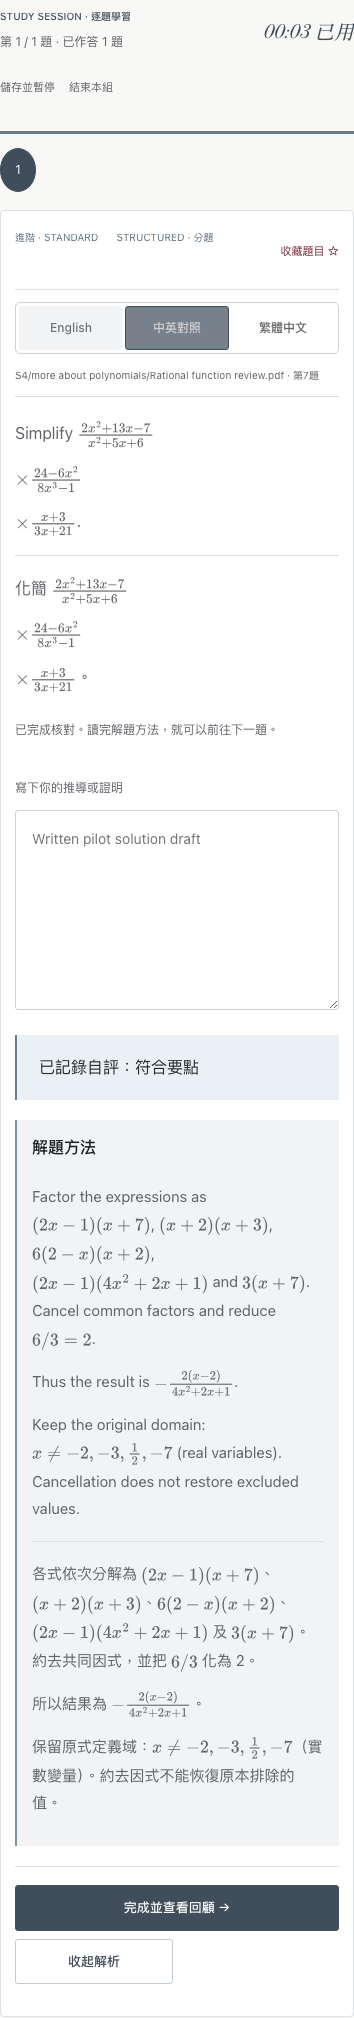 STUDY SESSION · 逐題學習
第 1 / 1 題 · 已作答 1 題
00:03 已用
儲存並暫停 結束本組
1
進階 · STANDARD STRUCTURED · 分題
收藏題目 ☆
English 中英對照 繁體中文
S4/more about polynomials/Rational function review.pdf · 第7題
Simplify \frac{2x^2+13x-7}{x^2+5x+6}
× \frac{24-6x^2}{8x^3-1}
× \frac{x+3}{3x+21}.
化簡 \frac{2x^2+13x-7}{x^2+5x+6}
× \frac{24-6x^2}{8x^3-1}
× \frac{x+3}{3x+21}。
已完成核對。讀完解題方法，就可以前往下一題。
寫下你的推導或證明
Written pilot solution draft
已記錄自評：符合要點
解題方法
Factor the expressions as
(2x − 1)(x + 7), (x + 2)(x + 3),
6(2 − x)(x + 2),
(2x − 1)(4x² + 2x + 1) and 3(x + 7).
Cancel common factors and reduce
6/3 = 2.
Thus the result is −\frac{2(x−2)}{4x^2+2x+1}.
Keep the original domain:
x ≠ −2, −3, \frac{1}{2}, −7 (real variables).
Cancellation does not restore excluded
values.
各式依次分解為 (2x − 1)(x + 7)、
(x + 2)(x + 3)、6(2 − x)(x + 2)、
(2x − 1)(4x² + 2x + 1) 及 3(x + 7)。
約去共同因式，並把 6/3 化為 2。
所以結果為 −\frac{2(x−2)}{4x^2+2x+1}。
保留原式定義域：x ≠ −2, −3, \frac{1}{2}, −7（實
數變量）。約去因式不能恢復原本排除的
值。
完成並查看回顧 →
收起解析